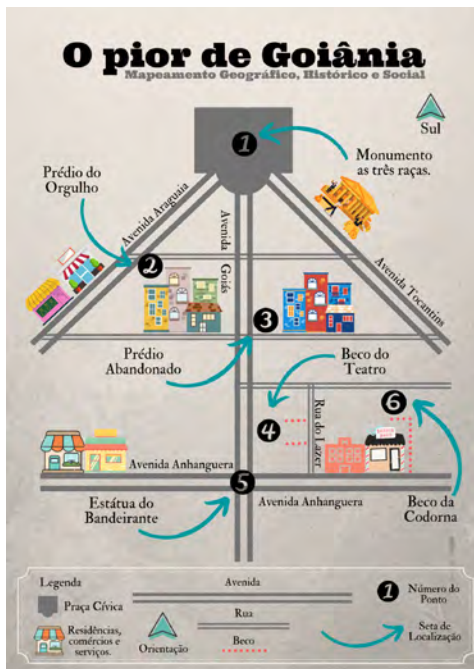 O pior de Goiânia
Mapeamento Geográfico, Histórico e Social
1
Sul
Monumento
as três raças.
Prédio do
Orgulho
Avenida Araguaia
Avenida
Goiás
Avenida Tocantins
2
3
Prédio
Abandonado
Beco do
Teatro
4
Rua do Lazer
6
Avenida Anhanguera
5
Estátua do
Bandeirante
Avenida Anhanguera
Beco da
Codorna
Legenda
Praça Cívica
Residências,
comércios e
serviços.
Avenida
Orientação
Rua
Beco
1
Número do
Ponto
Seta de
Localização